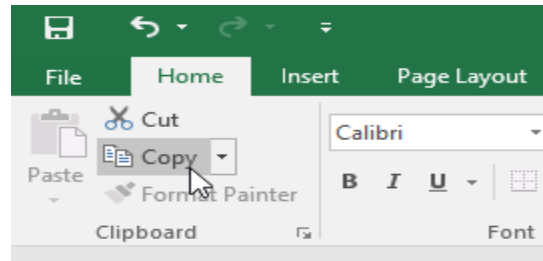 File Home Insert Page Layout
Cut
Calibri
Copy
Paste
Format Painter
B I U
Clipboard Font